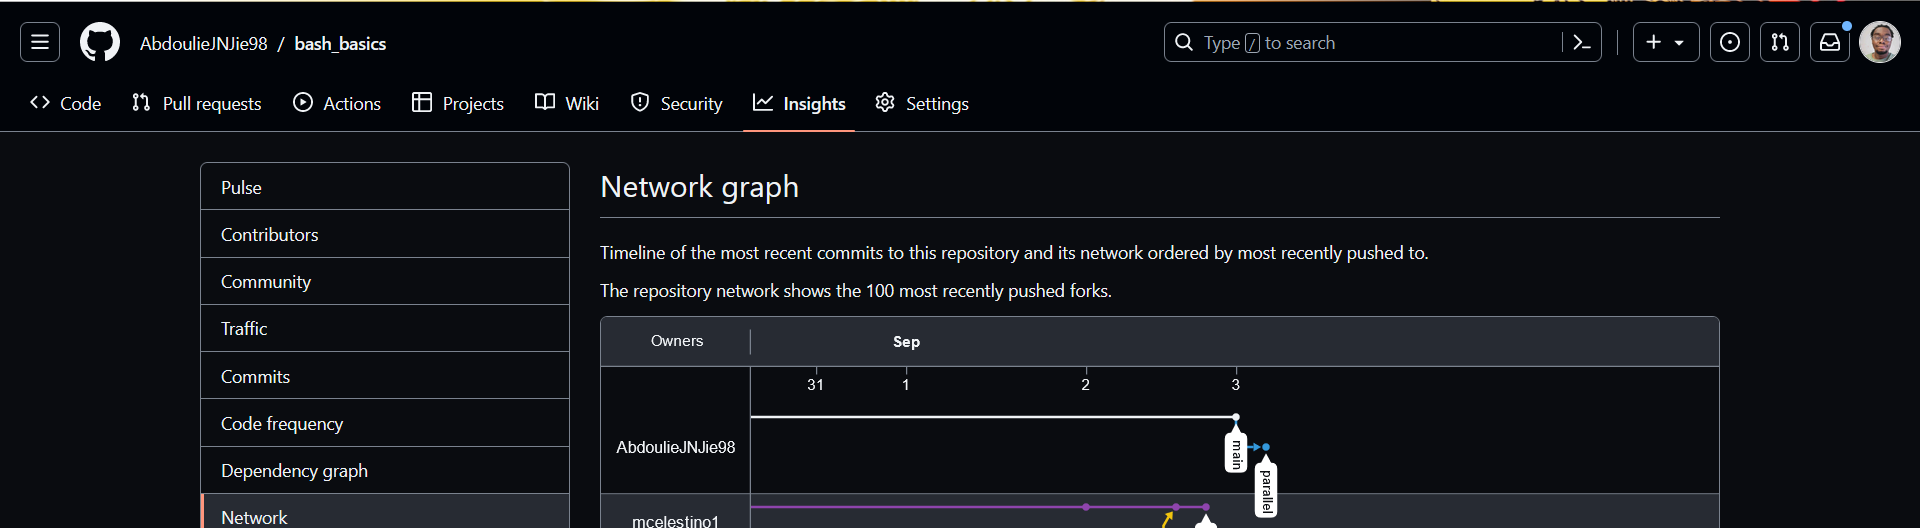 AbdoulieJNJie98 / bash_basics
Type / to search
Code Pull requests Actions Projects Wiki Security Insights Settings
Pulse
Contributors
Community
Traffic
Commits
Code frequency
Dependency graph
Network
Network graph
Timeline of the most recent commits to this repository and its network ordered by most recently pushed to.
The repository network shows the 100 most recently pushed forks.
Owners Sep
31 1 2 3
AbdoulieJNJie98
main
parallel
mcelestino1